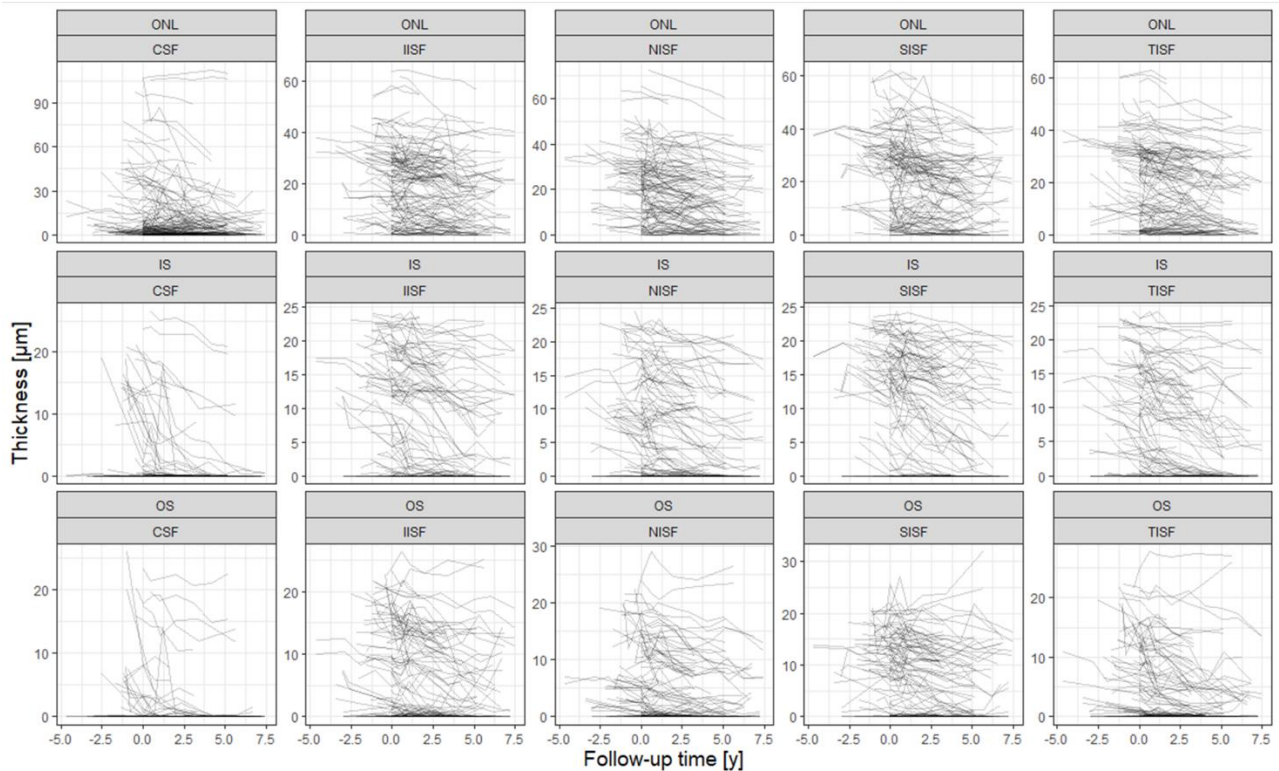 ONL ONL ONL ONL ONL
CSF IISF NISF SISF TISF
90 60 30 0
60 40 20 0
60 40 20 0
60 40 20 0
60 40 20 0
IS IS IS IS IS
CSF IISF NISF SISF TISF
20 10 0
25 20 15 10 5 0
25 20 15 10 5 0
25 20 15 10 5 0
25 20 15 10 5 0
Thickness [µm]
OS OS OS OS OS
CSF IISF NISF SISF TISF
20 10 0
20 10 0
30 20 10 0
30 20 10 0
20 10 0
-5.0 -2.5 0.0 2.5 5.0 7.5 -5.0 -2.5 0.0 2.5 5.0 7.5 -5.0 -2.5 0.0 2.5 5.0 7.5 -5.0 -2.5 0.0 2.5 5.0 7.5 -5.0 -2.5 0.0 2.5 5.0 7.5
Follow-up time [y]